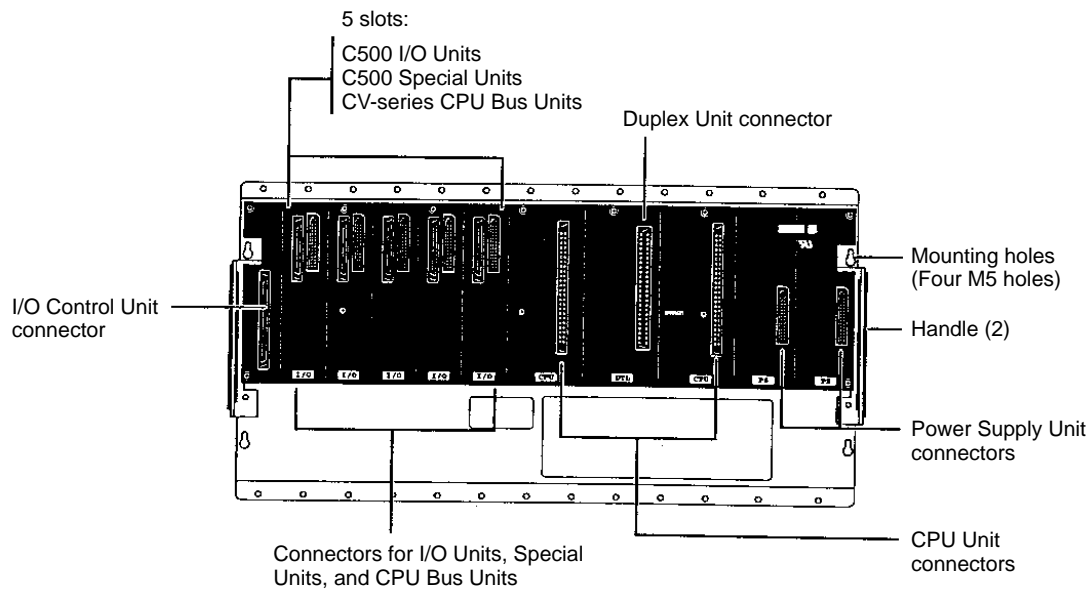 5 slots:
C500 I/O Units
C500 Special Units
CV-series CPU Bus Units
Duplex Unit connector
Mounting holes
(Four M5 holes)
I/O Control Unit
connector
Handle (2)
I/O I/O I/O I/O I/O CPU DPL CPU PS PS
Power Supply Unit
connectors
CPU Unit
connectors
Connectors for I/O Units, Special
Units, and CPU Bus Units